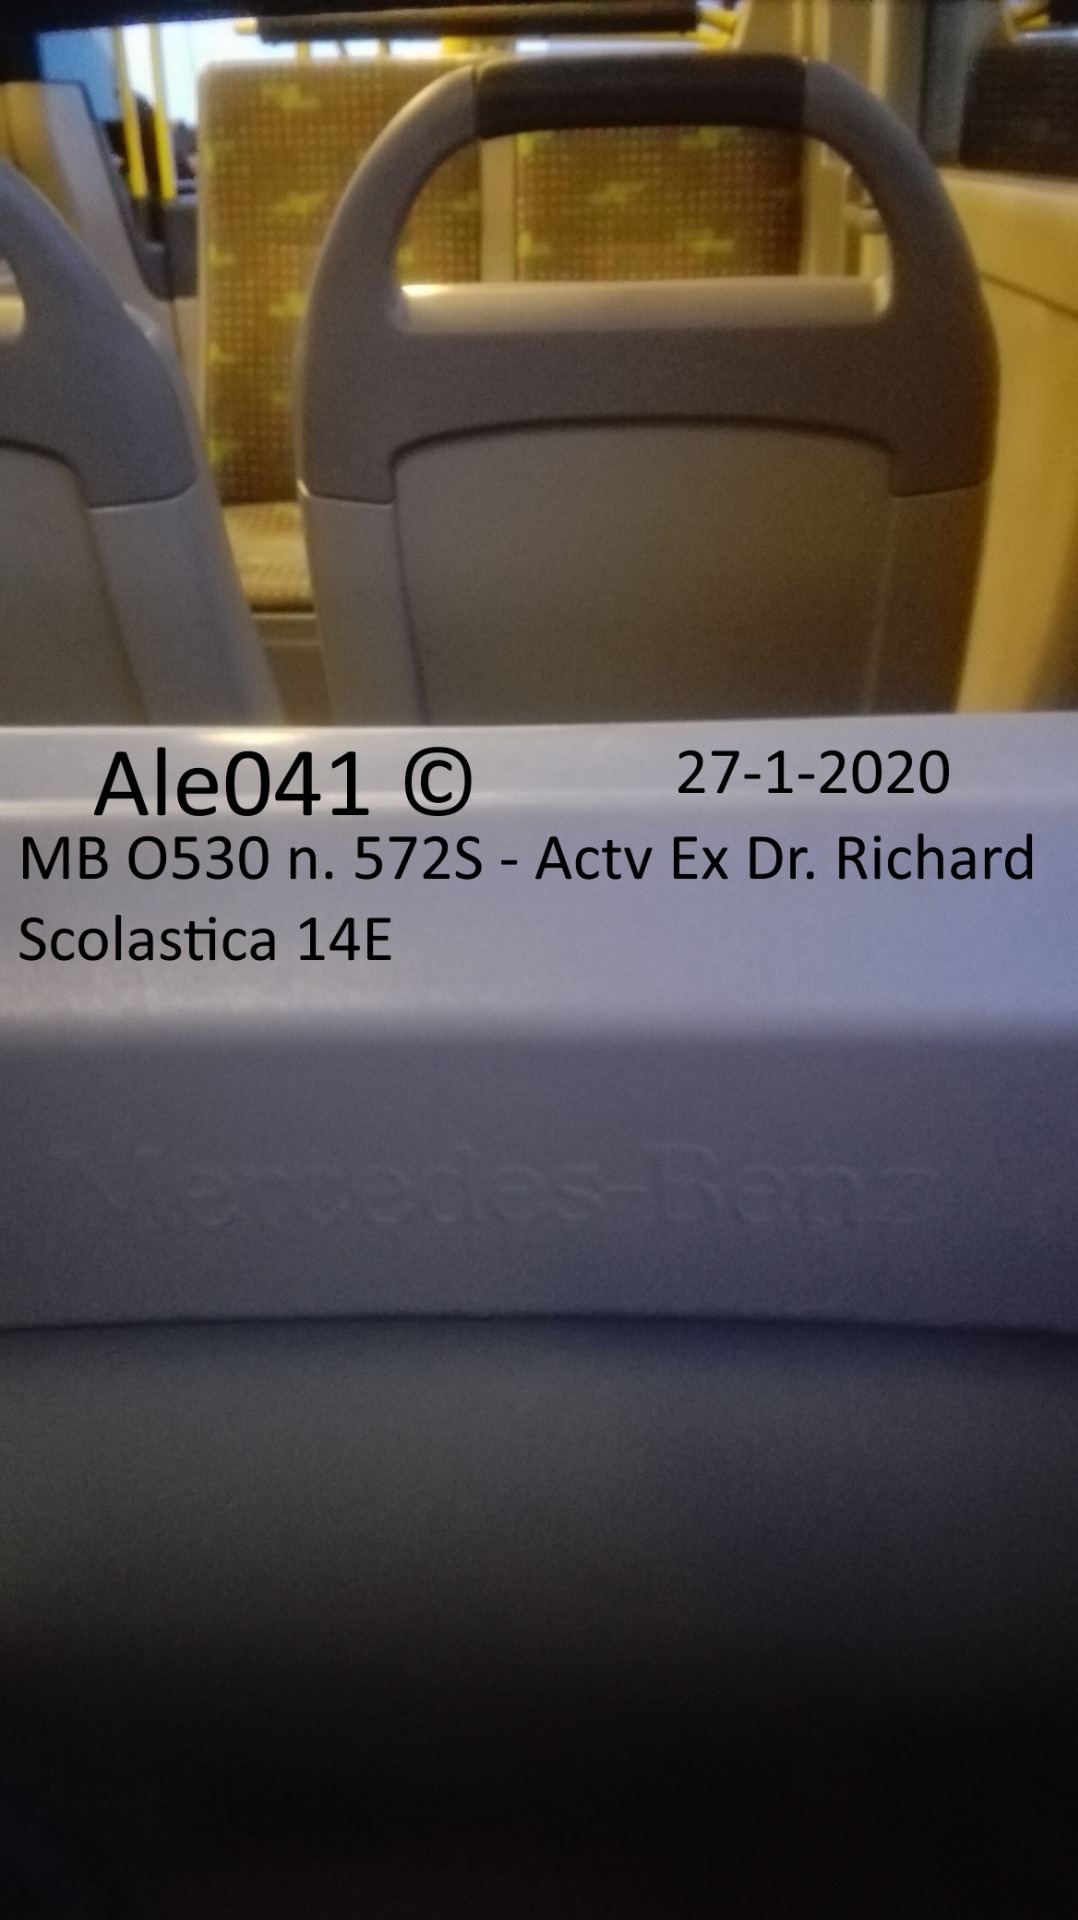 Ale041 © 27-1-2020
MB O530 n. 572S - Actv Ex Dr. Richard
Scolastica 14E
Mercedes-Benz